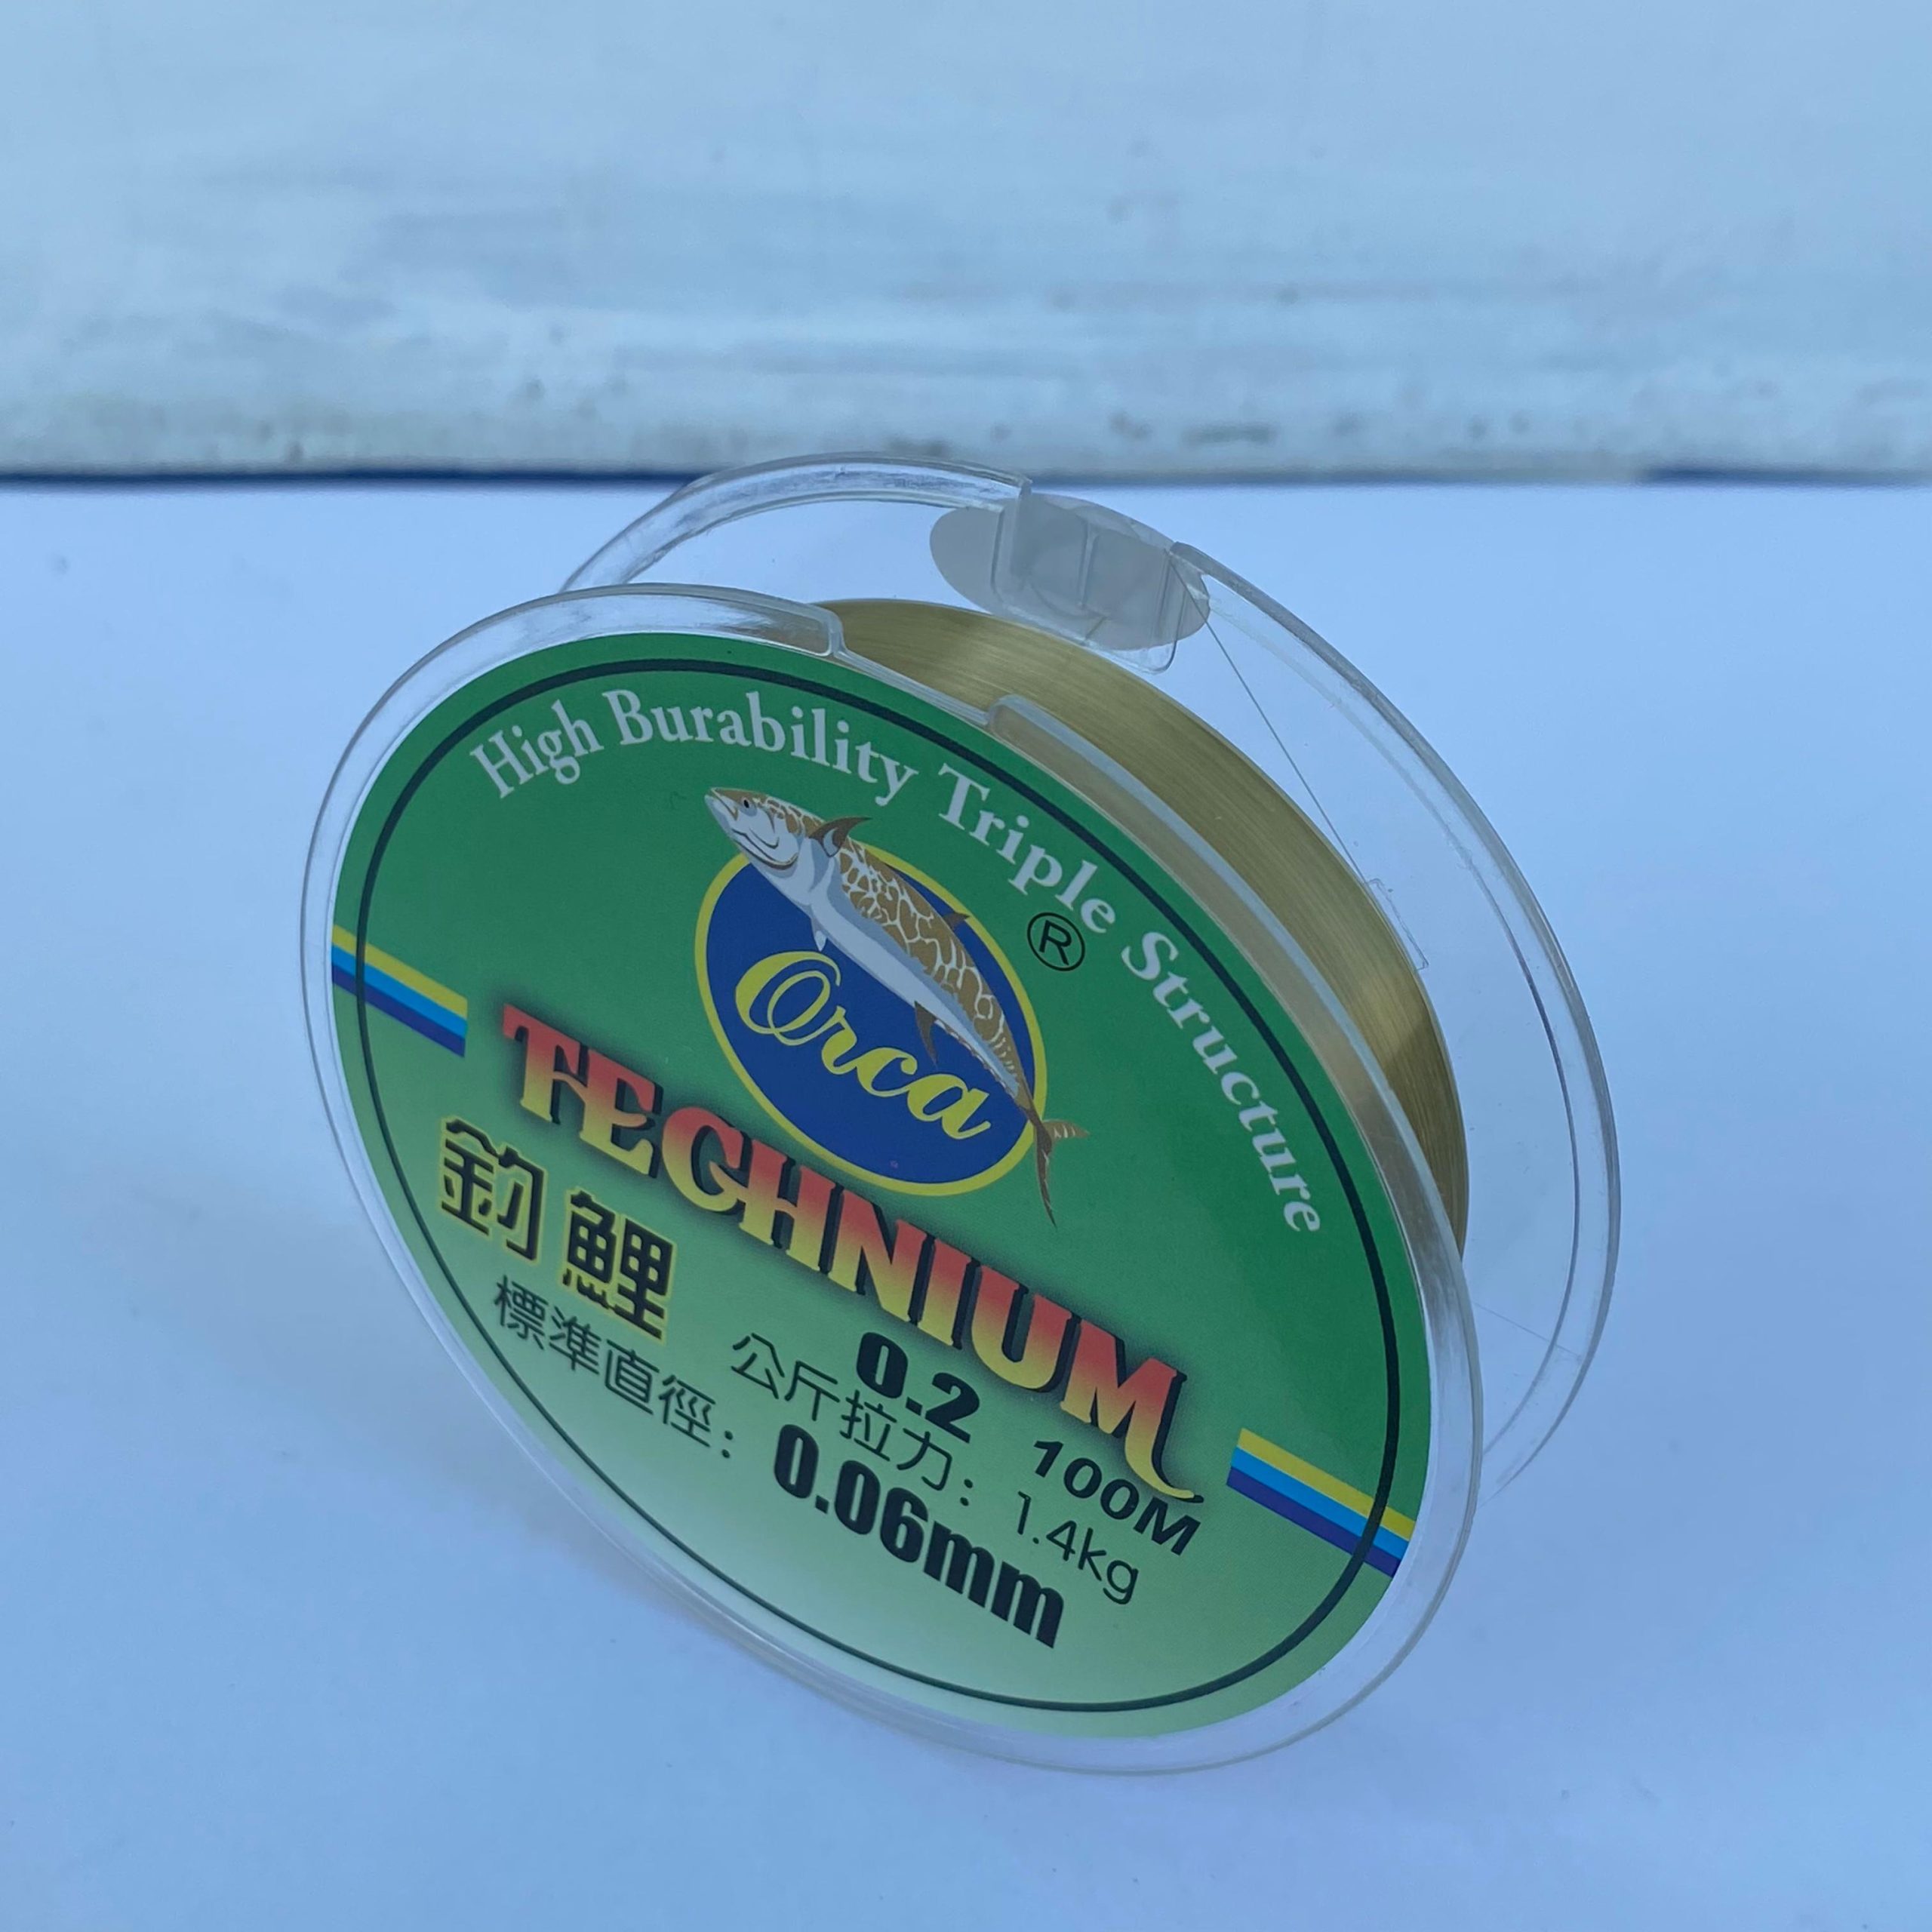 High Burability Triple Structure
®
Orca
TECHNIUM
釣鯉
0.2 100M
公斤拉力: 1.4kg
標準直徑: 0.06mm